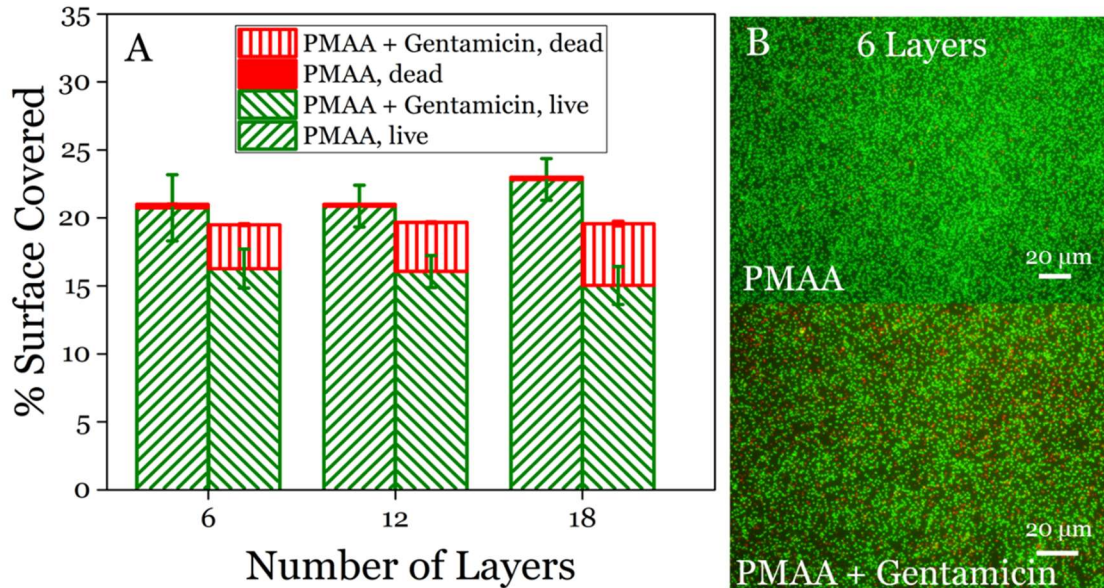 A
PMAA + Gentamicin, dead
PMAA, dead
PMAA + Gentamicin, live
PMAA, live
% Surface Covered
35
30
25
20
15
10
5
0
6
12
18
Number of Layers
B
6 Layers
20 μm
PMAA
20 μm
PMAA + Gentamicin